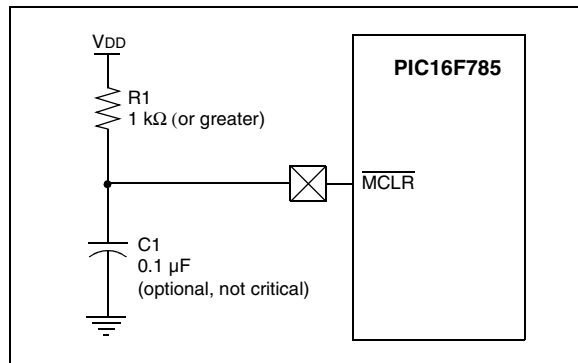 VDD
PIC16F785
R1
1 kΩ (or greater)
MCLR
C1
0.1 µF
(optional, not critical)